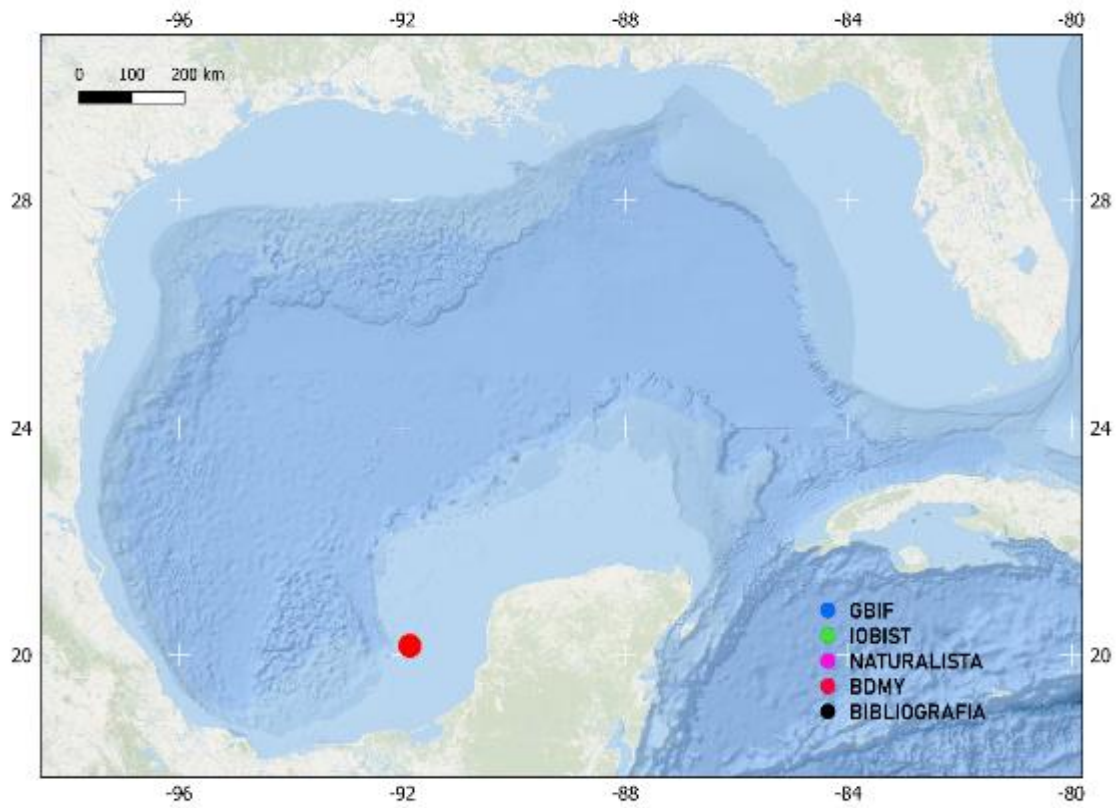 -96 -92 -88 -84 -80
0 100 200 km
28 28
24 24
20 20
GBIF
IOBIST
NATURALISTA
BDMY
BIBLIOGRAFIA
-96 -92 -88 -84 -80